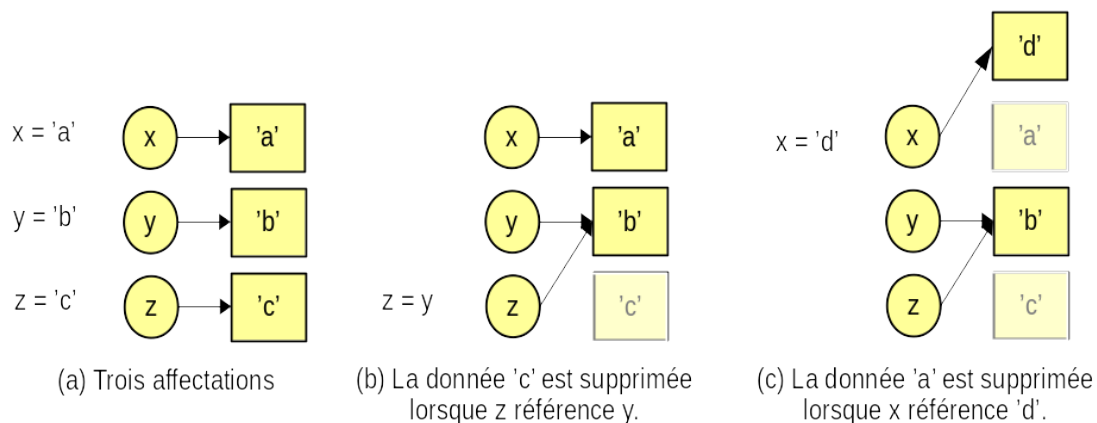 x = ’a’
x
’a’
y = ’b’
y
’b’
z = ’c’
z
’c’
(a) Trois affectations
x
’a’
y
’b’
z = y
z
’c’
(b) La donnée ’c’ est supprimée
lorsque z référence y.
’d’
x = ’d’
x
’a’
y
’b’
z
’c’
(c) La donnée ’a’ est supprimée
lorsque x référence ’d’.